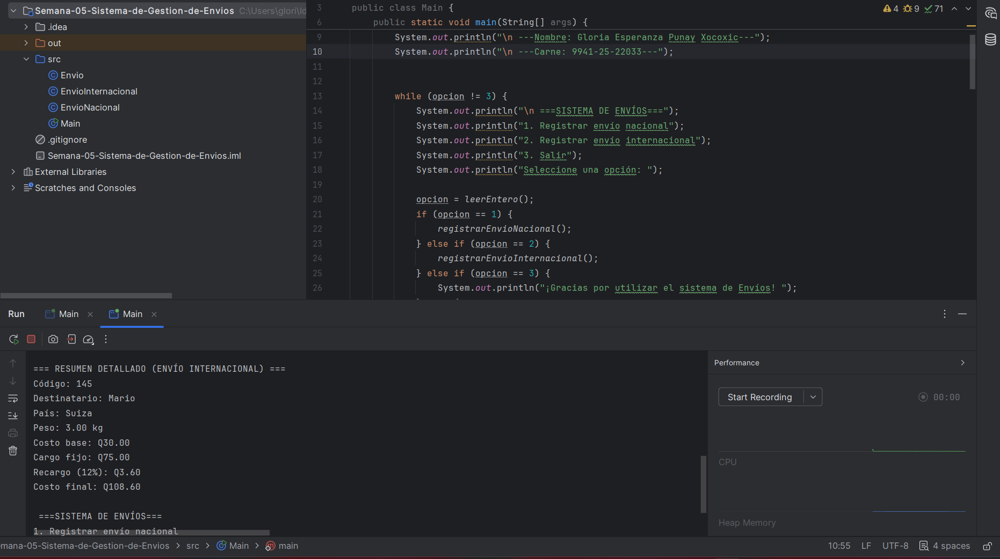 Semana-05-Sistema-de-Gestion-de-Envios C:\Users\glori\Id
.idea
out
src
Envio
EnvioInternacional
EnvioNacional
Main
.gitignore
Semana-05-Sistema-de-Gestion-de-Envios.iml
External Libraries
Scratches and Consoles
3 public class Main {
6 public static void main(String[] args) {
9 System.out.println("\n ---Nombre: Gloria Esperanza Punay Xocoxic---");
10 System.out.println("\n ---Carne: 9941-25-22033---");
11
12
13 while (opcion != 3) {
14 System.out.println("\n ===SISTEMA DE ENVÍOS===");
15 System.out.println("1. Registrar envío nacional");
16 System.out.println("2. Registrar envío internacional");
17 System.out.println("3. Salir");
18 System.out.println("Seleccione una opción: ");
19
20 opcion = leerEntero();
21 if (opcion == 1) {
22 registrarEnvioNacional();
23 } else if (opcion == 2) {
24 registrarEnvioInternacional();
25 } else if (opcion == 3) {
26 System.out.println("¡Gracias por utilizar el sistema de Envíos! ");
4 9 71
Run Main Main
=== RESUMEN DETALLADO (ENVÍO INTERNACIONAL) ===
Código: 145
Destinatario: Mario
País: Suiza
Peso: 3.00 kg
Costo base: Q30.00
Cargo fijo: Q75.00
Recargo (12%): Q3.60
Costo final: Q108.60
===SISTEMA DE ENVÍOS===
1. Registrar envío nacional
Performance
Start Recording 00:00
CPU
Heap Memory
emana-05-Sistema-de-Gestion-de-Envios > src > Main > main
10:55 LF UTF-8 4 spaces